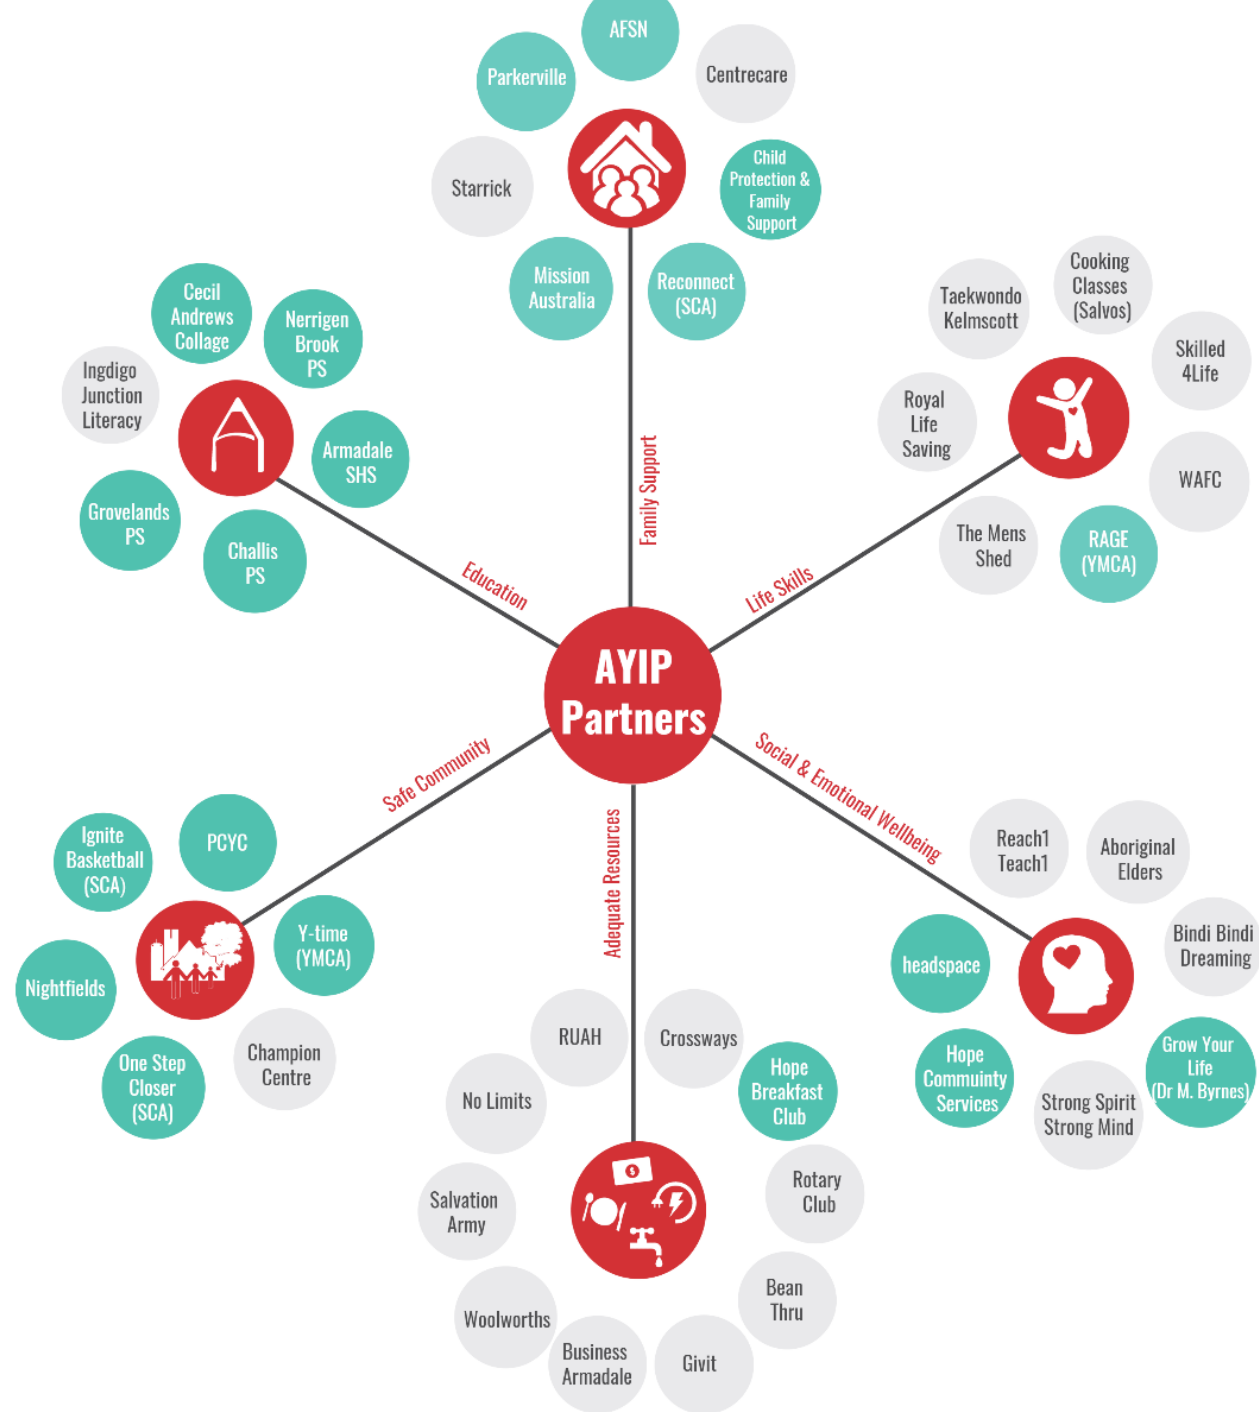 AFSN
Parkerville
Centrecare
Starrick
Child
Protection &
Family
Support
Mission
Australia
Reconnect
(SCA)
Family Support
Cecil
Andrews
Collage
Nerrigen
Brook
PS
Ingdigo
Junction
Literacy
Armadale
SHS
Grovelands
PS
Challis
PS
Education
Cooking
Classes
(Salvos)
Taekwondo
Kelmscott
Skilled
4Life
Royal
Life
Saving
WAFC
The Mens
Shed
RAGE
(YMCA)
Life Skills
AYIP
Partners
Safe Community
Ignite
Basketball
(SCA)
PCYC
Y-time
(YMCA)
Nightfields
One Step
Closer
(SCA)
Champion
Centre
Adequate Resources
RUAH
Crossways
No Limits
Hope
Breakfast
Club
Salvation
Army
$
Rotary
Club
Woolworths
Bean
Thru
Business
Armadale
Givit
Social & Emotional Wellbeing
Reach1
Teach1
Aboriginal
Elders
Bindi Bindi
Dreaming
headspace
Hope
Commuinty
Services
Grow Your
Life
(Dr M. Byrnes)
Strong Spirit
Strong Mind